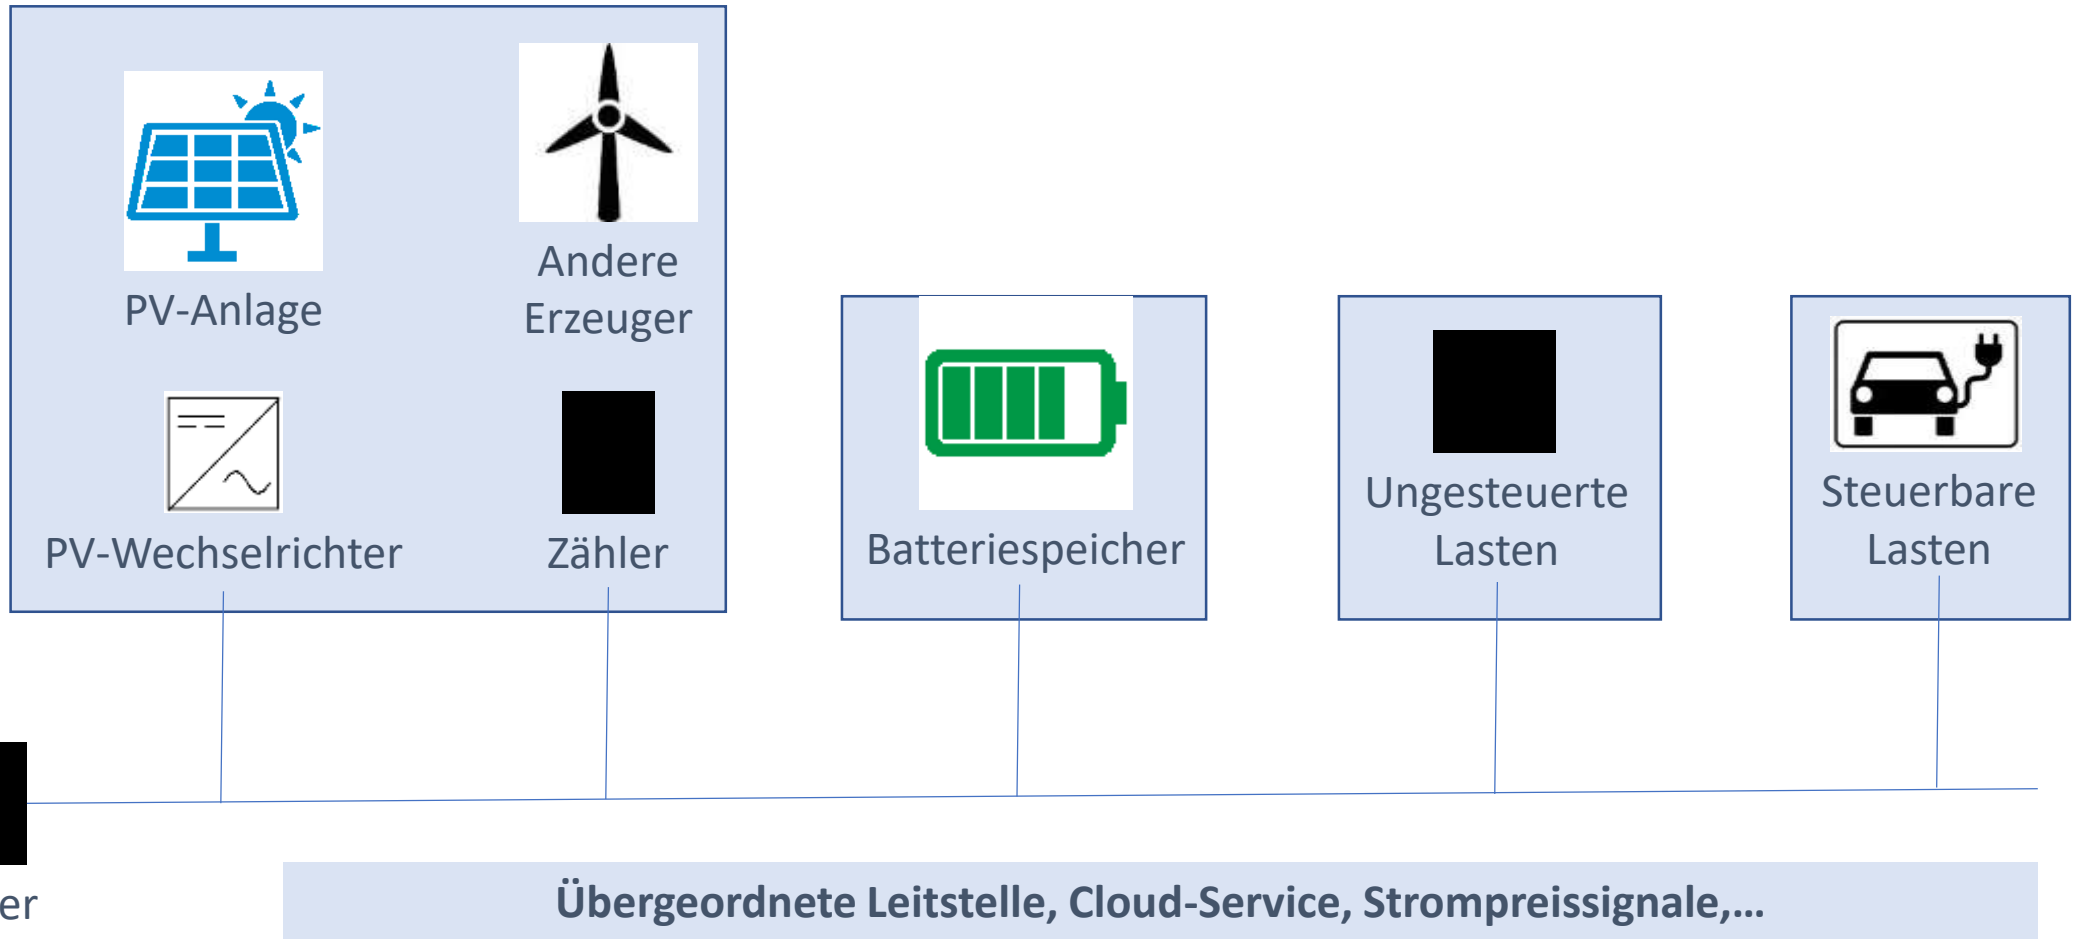 Andere
Erzeuger
PV-Anlage
PV-Wechselrichter
Zähler
Batteriespeicher
Ungesteuerte
Lasten
Steuerbare
Lasten
er
Übergeordnete Leitstelle, Cloud-Service, Strompreissignale,...